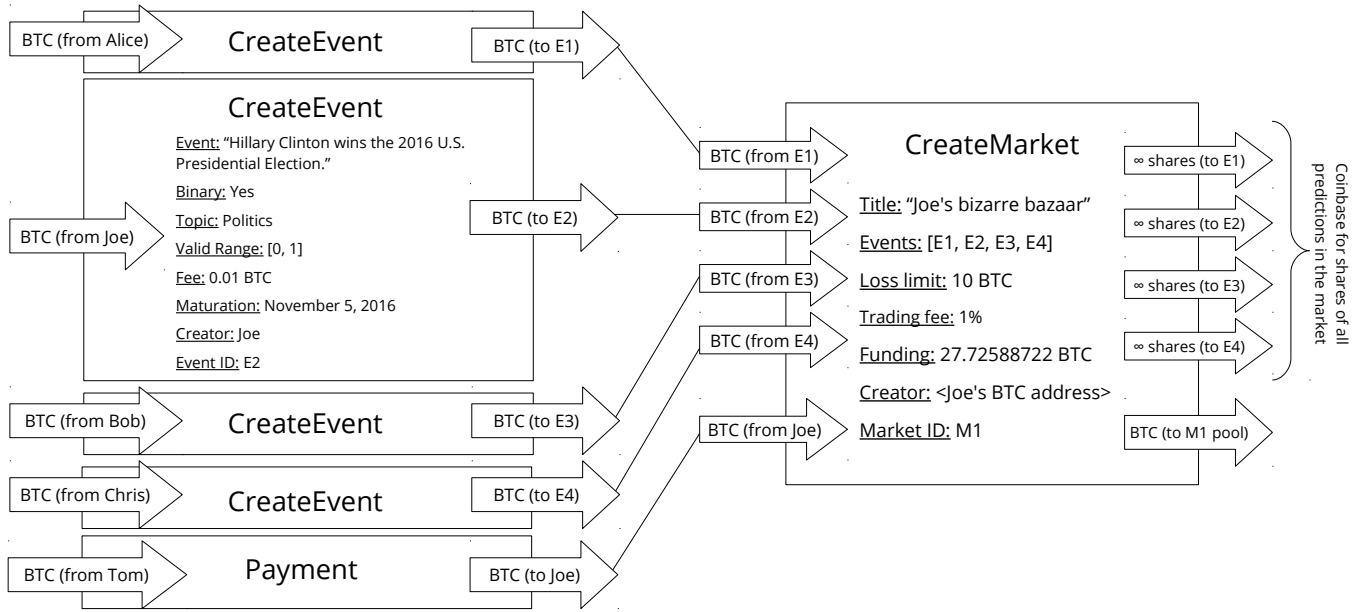 BTC (from Alice)
CreateEvent
BTC (to E1)
CreateEvent
Event: “Hillary Clinton wins the 2016 U.S.
Presidential Election.”
Binary: Yes
Topic: Politics
Valid Range: [0, 1]
Fee: 0.01 BTC
Maturation: November 5, 2016
Creator: Joe
Event ID: E2
BTC (from Joe)
BTC (to E2)
BTC (from Bob)
CreateEvent
BTC (to E3)
BTC (from Chris)
CreateEvent
BTC (to E4)
BTC (from Tom)
Payment
BTC (to Joe)
BTC (from E1)
BTC (from E2)
BTC (from E3)
BTC (from E4)
BTC (from Joe)
CreateMarket
Title: “Joe's bizarre bazaar”
Events: [E1, E2, E3, E4]
Loss limit: 10 BTC
Trading fee: 1%
Funding: 27.72588722 BTC
Creator: <Joe's BTC address>
Market ID: M1
∞ shares (to E1)
∞ shares (to E2)
∞ shares (to E3)
∞ shares (to E4)
BTC (to M1 pool)
Coinbase for shares of all
predictions in the market